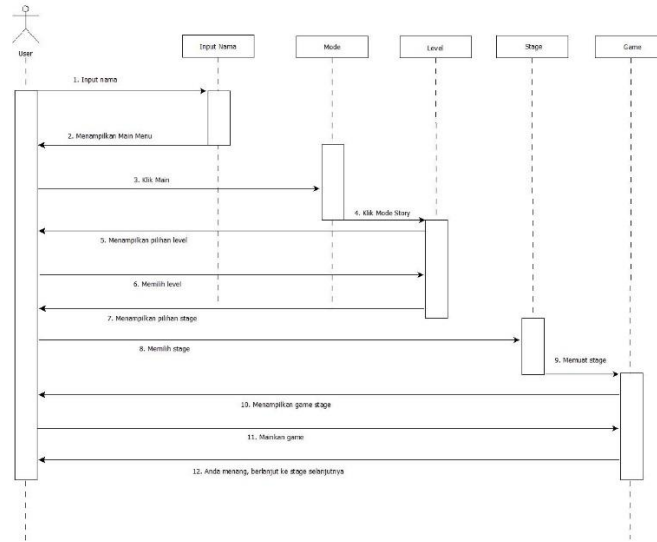 User
Input Nama
Mode
Level
Stage
Game
1. Input nama
2. Menampilkan Main Menu
3. Klik Main
4. Klik Mode Story
5. Menampilkan pilihan level
6. Memilih level
7. Menampilkan pilihan stage
8. Memilih stage
9. Memuat stage
10. Menampilkan game stage
11. Mainkan game
12. Anda menang, berlanjut ke stage selanjutnya